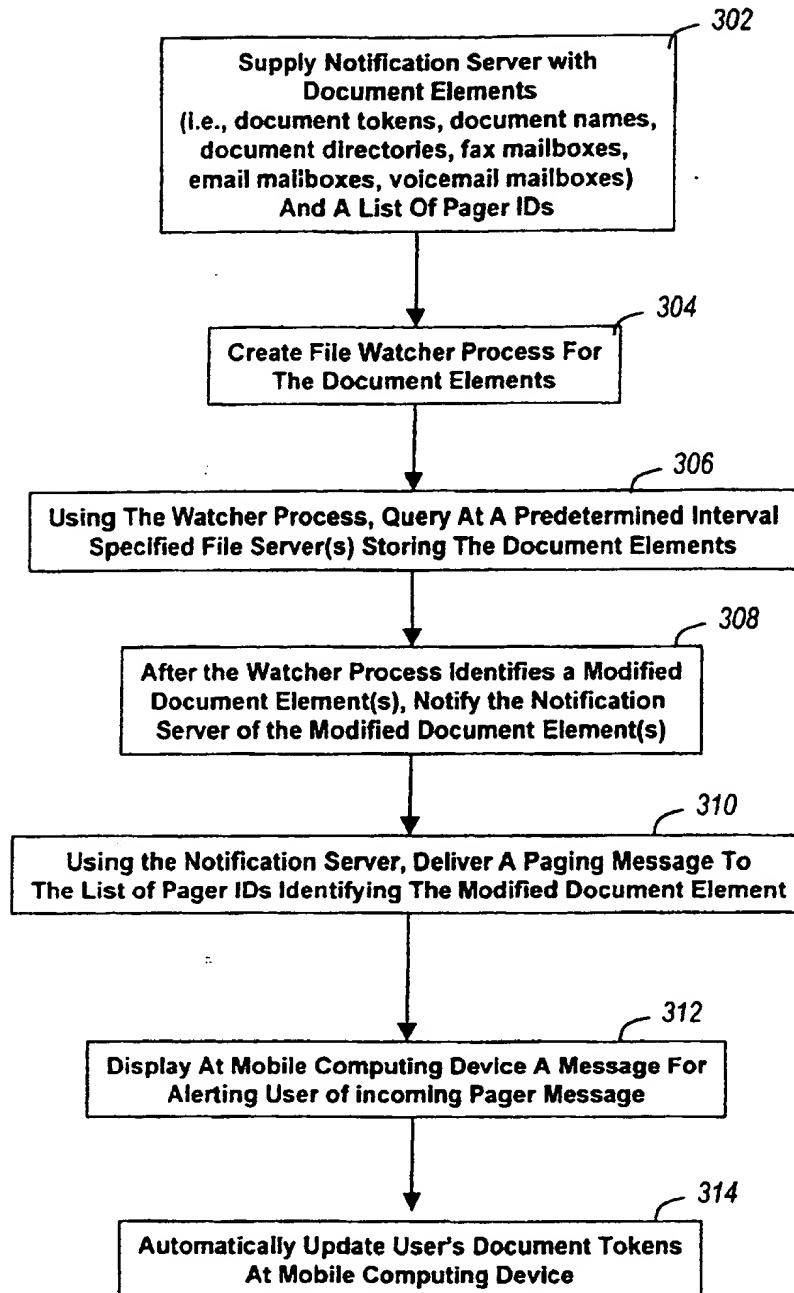 302
Supply Notification Server with
Document Elements
(i.e., document tokens, document names,
document directories, fax mailboxes,
email mailboxes, voicemail mailboxes)
And A List Of Pager IDs
304
Create File Watcher Process For
The Document Elements
306
Using The Watcher Process, Query At A Predetermined Interval
Specified File Server(s) Storing The Document Elements
308
After the Watcher Process Identifies a Modified
Document Element(s), Notify the Notification
Server of the Modified Document Element(s)
310
Using the Notification Server, Deliver A Paging Message To
The List of Pager IDs Identifying The Modified Document Element
312
Display At Mobile Computing Device A Message For
Alerting User of incoming Pager Message
314
Automatically Update User's Document Tokens
At Mobile Computing Device